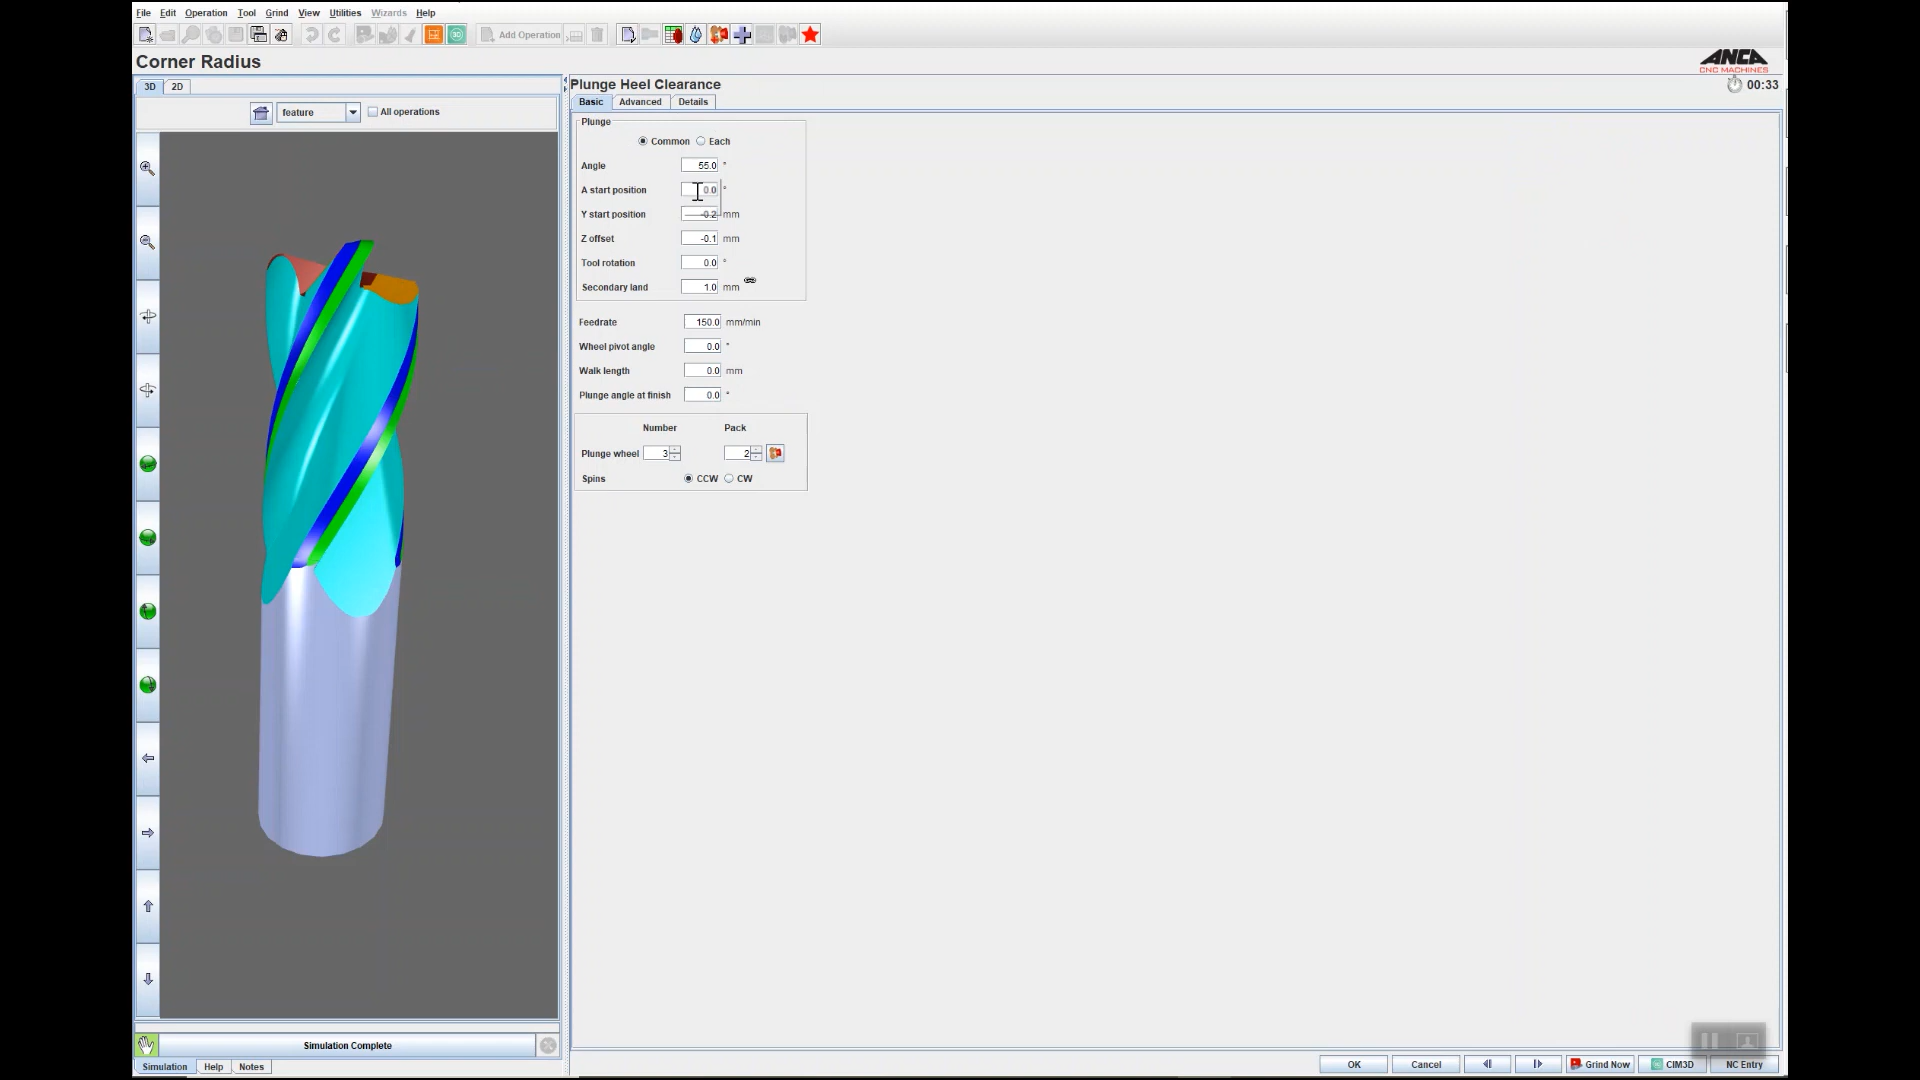 File Edit Operation Tool Grind View Utilities Wizards Help
Add Operation
Corner Radius
ANCA
CNC MACHINES
3D 2D
Plunge Heel Clearance
00:33
Basic Advanced Details
feature All operations
Plunge
Common Each
Angle 55.0 °
A start position 0.0 °
Y start position -0.2 mm
Z offset -0.1 mm
Tool rotation 0.0 °
Secondary land 1.0 mm
Feedrate 150.0 mm/min
Wheel pivot angle 0.0 °
Walk length 0.0 mm
Plunge angle at finish 0.0 °
Number Pack
Plunge wheel 3 2
Spins CCW CW
Simulation Complete
Simulation Help Notes
OK Cancel Grind Now CIM3D NC Entry